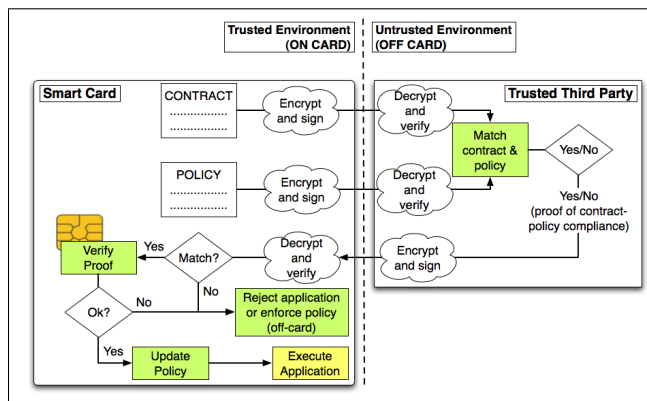 Trusted Environment
(ON CARD)
Untrusted Environment
(OFF CARD)
Smart Card
CONTRACT
.................
.................
Encrypt
and sign
Decrypt
and
verify
Trusted Third Party
Match
contract &
policy
Yes/No
POLICY
.................
.................
Encrypt
and sign
Decrypt
and
verify
Yes/No
(proof of contract-
policy compliance)
Verify
Proof
Yes
Match?
Decrypt
and
verify
Encrypt
and sign
No
Ok?
No
Reject application
or enforce policy
(off-card)
Yes
Update
Policy
Execute
Application